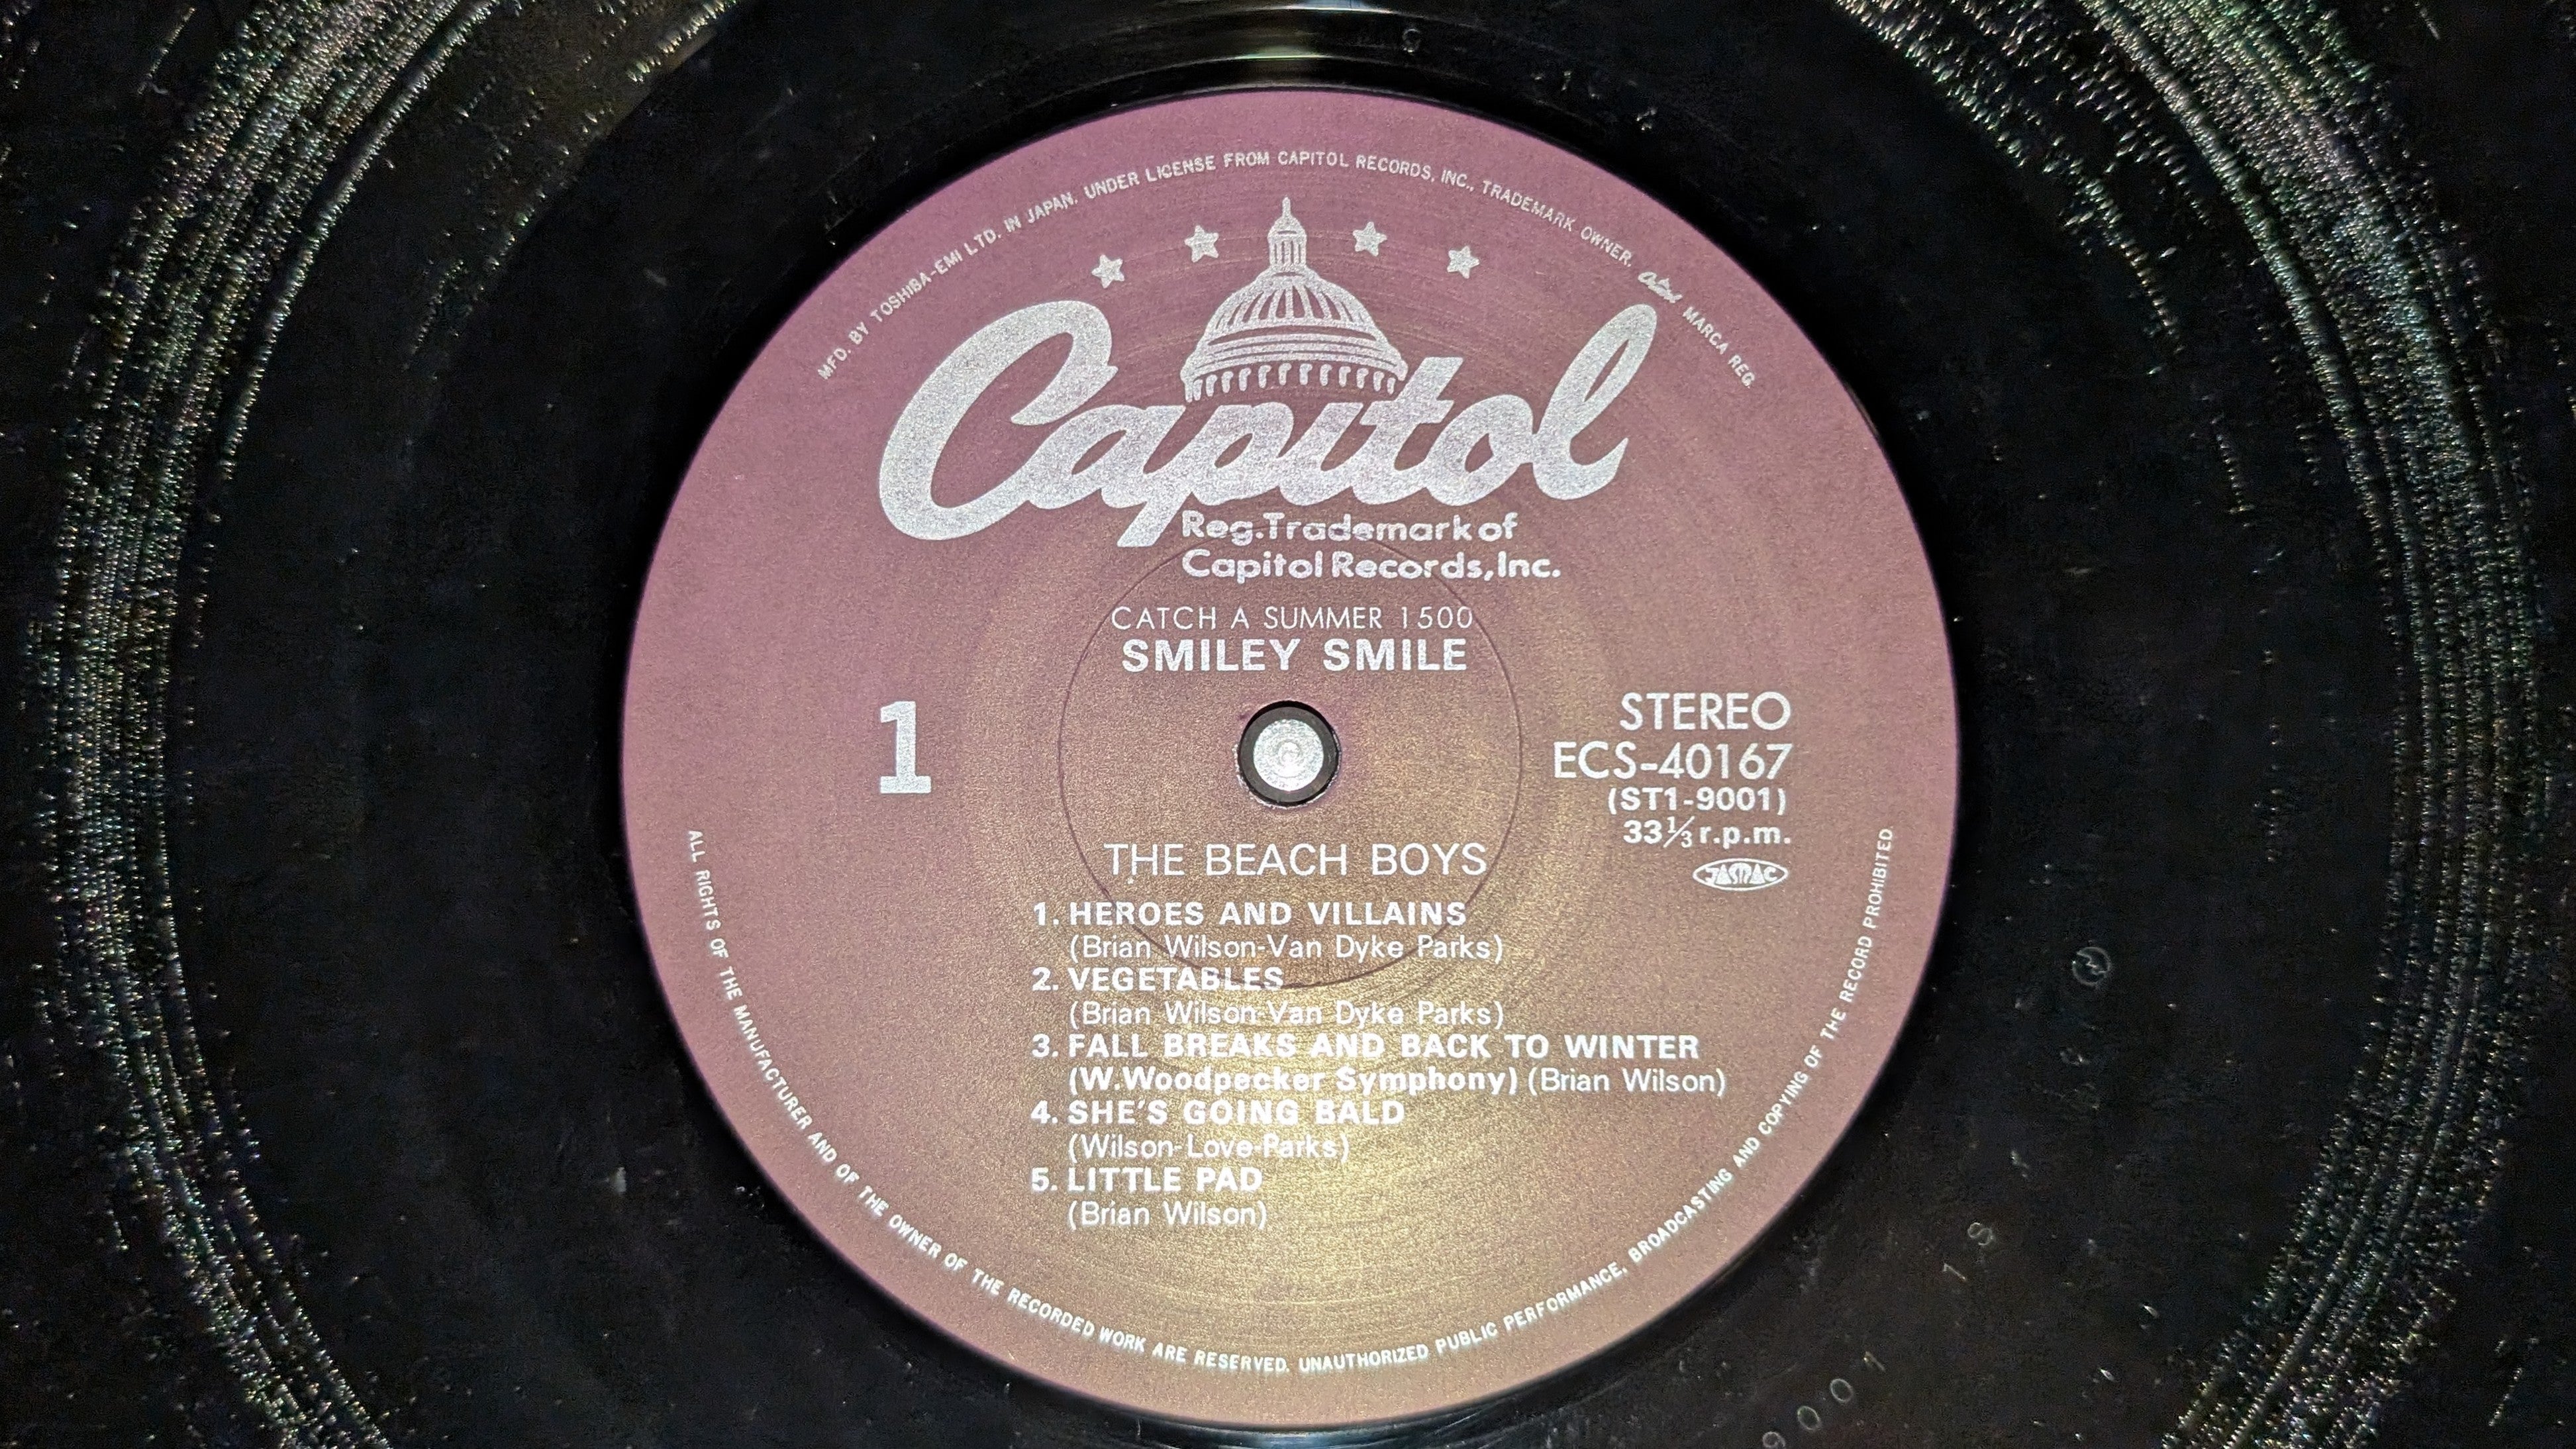 MFD. BY TOSHIBA-EMI LTD. IN JAPAN. UNDER LICENSE FROM CAPITOL RECORDS, INC., TRADEMARK OWNER. Capitol MARCA REG.
Capitol
Reg.Trademark of
Capitol Records,Inc.
CATCH A SUMMER 1500
SMILEY SMILE
1
STEREO
ECS-40167
(ST1-9001)
33⅓ r.p.m.
JASRAC
THE BEACH BOYS
1. HEROES AND VILLAINS
(Brian Wilson-Van Dyke Parks)
2. VEGETABLES
(Brian Wilson-Van Dyke Parks)
3. FALL BREAKS AND BACK TO WINTER
(W.Woodpecker Symphony) (Brian Wilson)
4. SHE'S GOING BALD
(Wilson-Love-Parks)
5. LITTLE PAD
(Brian Wilson)
ALL RIGHTS OF THE MANUFACTURER AND OF THE OWNER OF THE RECORDED WORK ARE RESERVED. UNAUTHORIZED PUBLIC PERFORMANCE, BROADCASTING AND COPYING OF THE RECORD PROHIBITED.
9001
1S